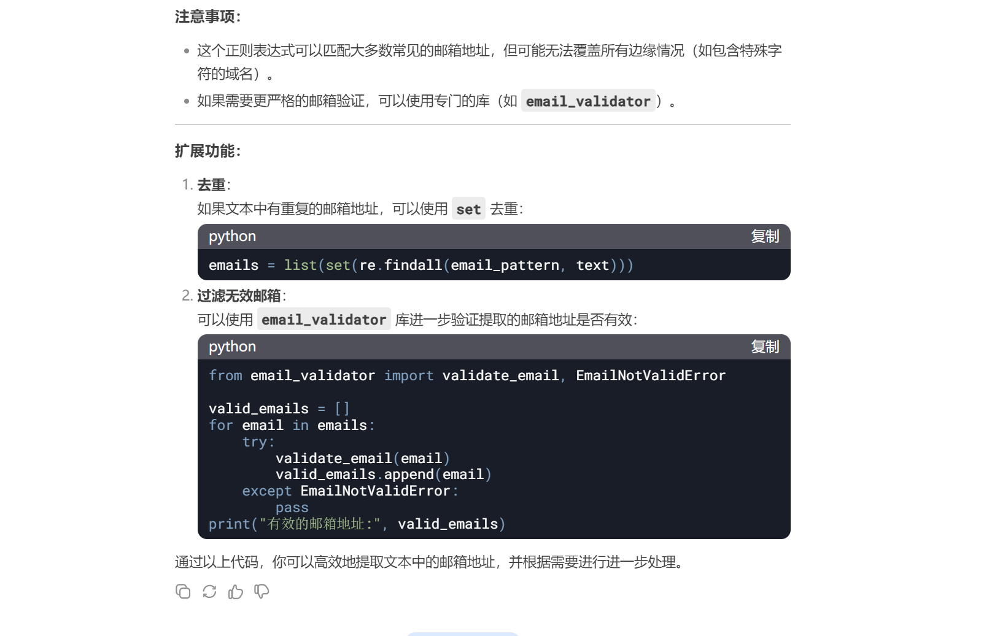 注意事项：
这个正则表达式可以匹配大多数常见的邮箱地址，但可能无法覆盖所有边缘情况（如包含特殊字
符的域名）。
如果需要更严格的邮箱验证，可以使用专门的库（如 email_validator）。
扩展功能：
1. 去重：
如果文本中有重复的邮箱地址，可以使用 set 去重：
python 复制
emails = list(set(re.findall(email_pattern, text)))
2. 过滤无效邮箱：
可以使用 email_validator 库进一步验证提取的邮箱地址是否有效：
python 复制
from email_validator import validate_email, EmailNotValidError
valid_emails = []
for email in emails:
    try:
        validate_email(email)
        valid_emails.append(email)
    except EmailNotValidError:
        pass
print("有效的邮箱地址:", valid_emails)
通过以上代码，你可以高效地提取文本中的邮箱地址，并根据需要进行进一步处理。